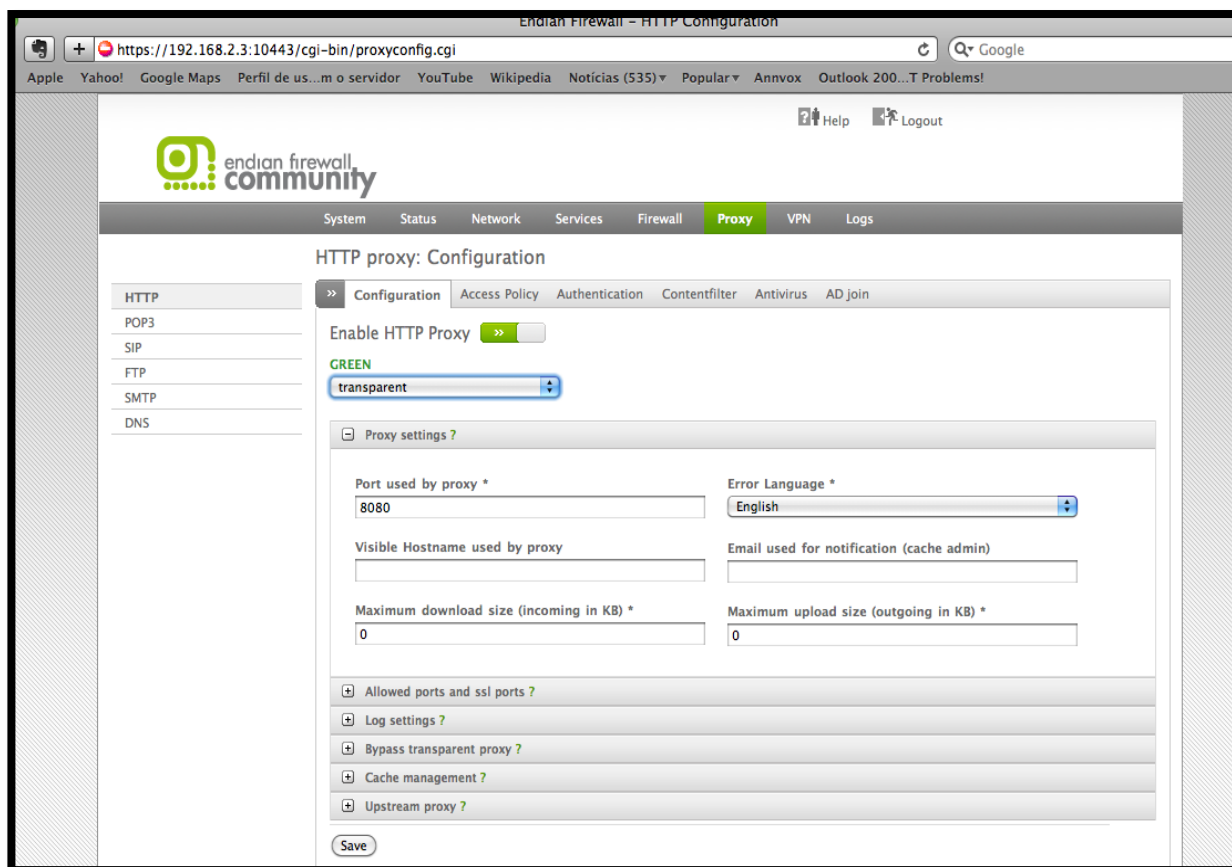 Endian Firewall – HTTP Configuration
https://192.168.2.3:10443/cgi-bin/proxyconfig.cgi
Google
Apple Yahoo! Google Maps Perfil de us...m o servidor YouTube Wikipedia Notícias (535) Popular Annvox Outlook 200...T Problems!
Help Logout
endian firewall
community
System Status Network Services Firewall Proxy VPN Logs
HTTP proxy: Configuration
HTTP
POP3
SIP
FTP
SMTP
DNS
» Configuration Access Policy Authentication Contentfilter Antivirus AD join
Enable HTTP Proxy »
GREEN
transparent
Proxy settings ?
Port used by proxy * Error Language *
8080 English
Visible Hostname used by proxy Email used for notification (cache admin)
Maximum download size (incoming in KB) * Maximum upload size (outgoing in KB) *
0 0
Allowed ports and ssl ports ?
Log settings ?
Bypass transparent proxy ?
Cache management ?
Upstream proxy ?
Save